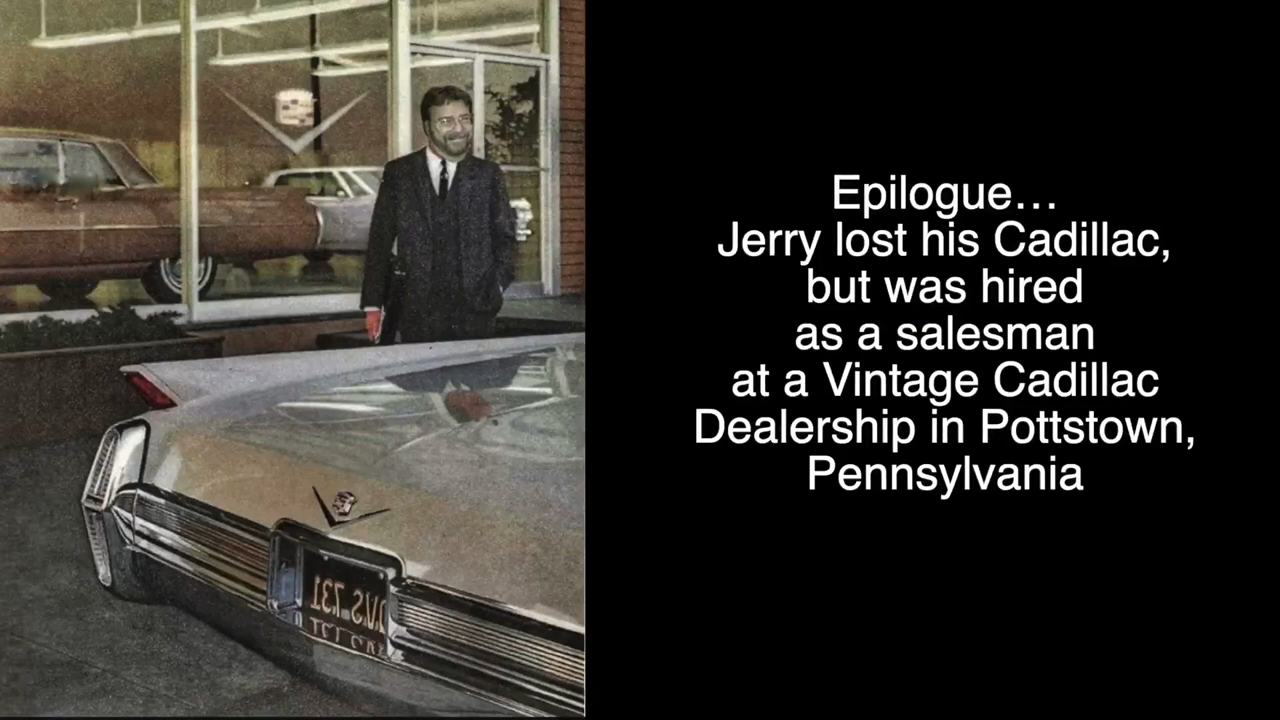 Epilogue…
Jerry lost his Cadillac,
but was hired
as a salesman
at a Vintage Cadillac
Dealership in Pottstown,
Pennsylvania